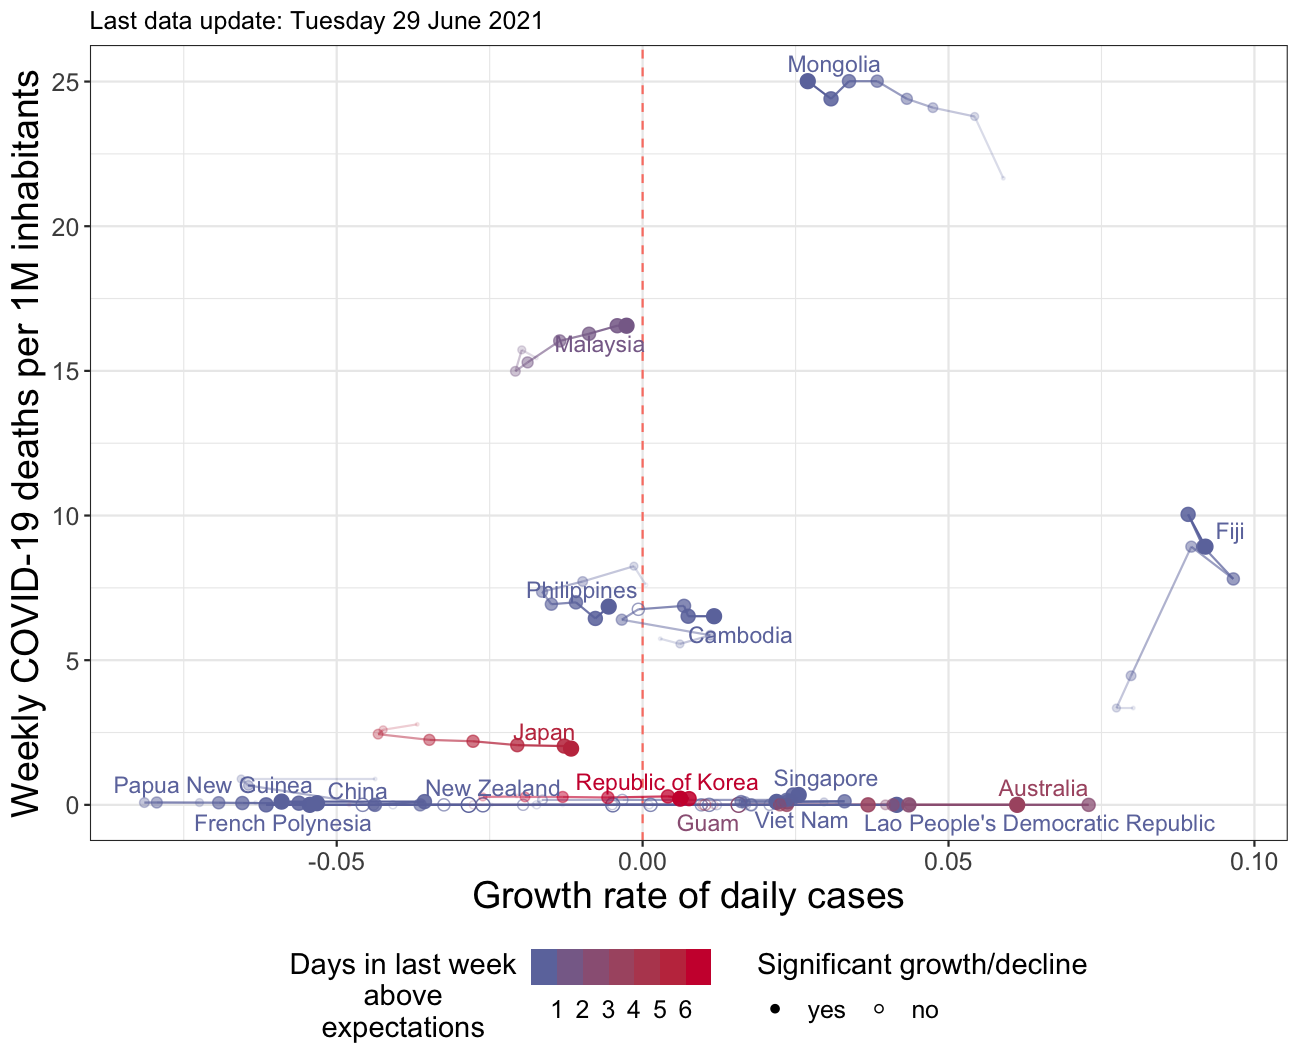 Last data update: Tuesday 29 June 2021
Weekly COVID-19 deaths per 1M inhabitants
25
20
15
10
5
0
Mongolia
Malaysia
Fiji
Philippines
Cambodia
Japan
Papua New Guinea
China
New Zealand
Republic of Korea
Singapore
Australia
French Polynesia
Guam
Viet Nam
Lao People's Democratic Republic
-0.05
0.00
0.05
0.10
Growth rate of daily cases
Days in last week
above
expectations
1 2 3 4 5 6
Significant growth/decline
yes
no